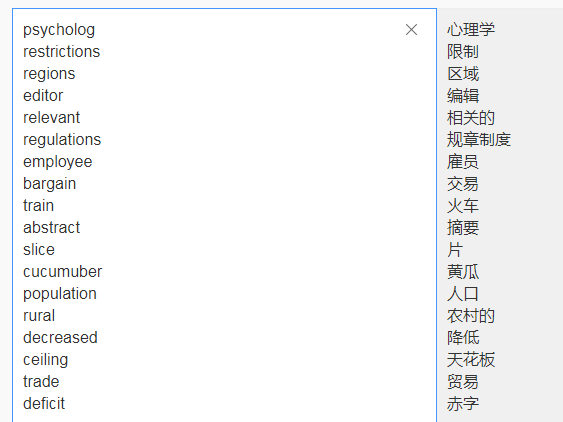 psycholog
restrictions
regions
editor
relevant
regulations
employee
bargain
train
abstract
slice
cucumuber
population
rural
decreased
ceiling
trade
deficit
心理学
限制
区域
编辑
相关的
规章制度
雇员
交易
火车
摘要
片
黄瓜
人口
农村的
降低
天花板
贸易
赤字